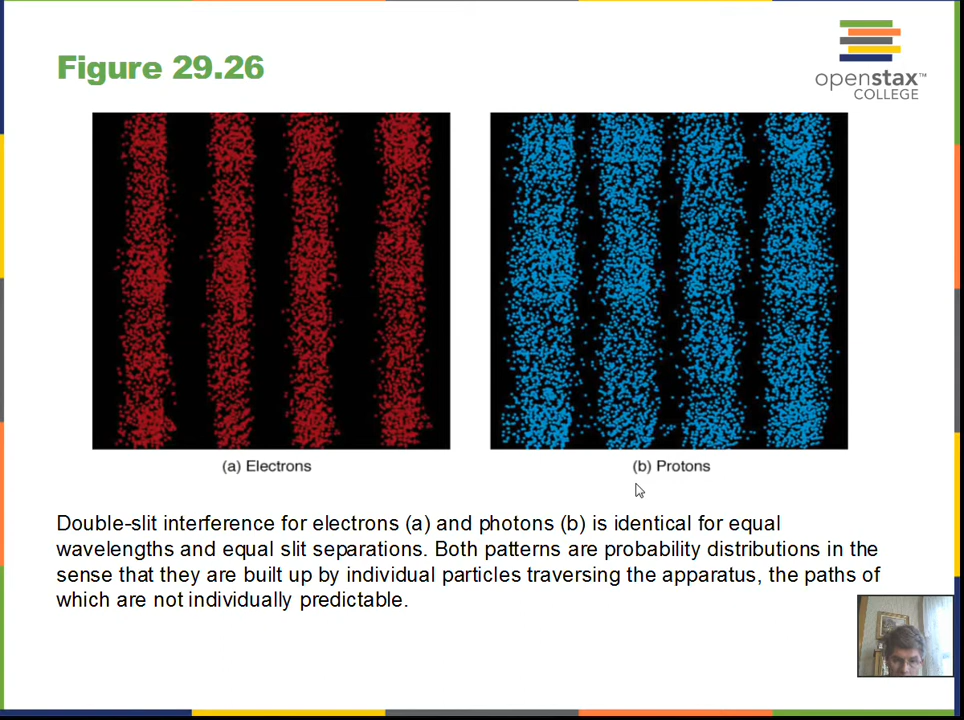 Figure 29.26
openstax™
COLLEGE
(a) Electrons
(b) Protons
Double-slit interference for electrons (a) and photons (b) is identical for equal
wavelengths and equal slit separations. Both patterns are probability distributions in the
sense that they are built up by individual particles traversing the apparatus, the paths of
which are not individually predictable.